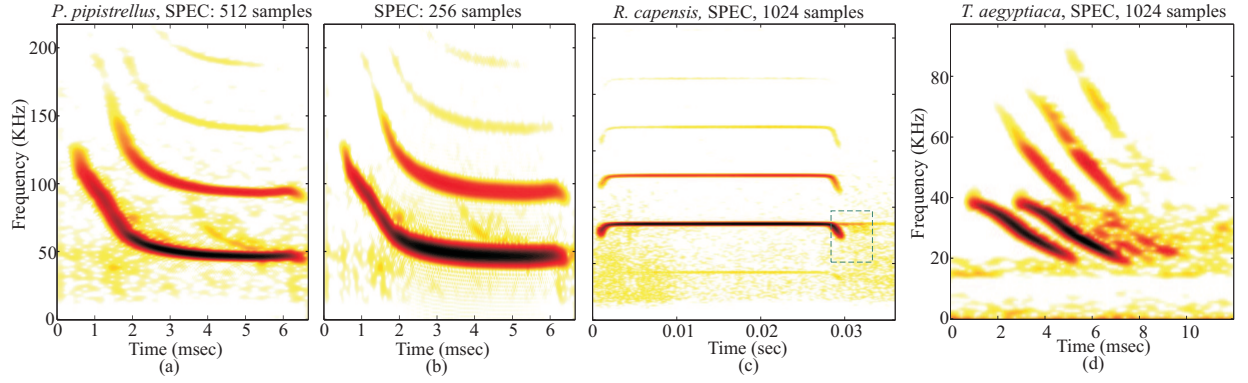 P. pipistrellus, SPEC: 512 samples
SPEC: 256 samples
R. capensis, SPEC, 1024 samples
T. aegyptiaca, SPEC, 1024 samples
Frequency (KHz)
200
150
100
50
0
0 1 2 3 4 5 6
Time (msec)
(a)
0 1 2 3 4 5 6
Time (msec)
(b)
0 0.01 0.02 0.03
Time (sec)
(c)
Frequency (KHz)
80
60
40
20
0
0 2 4 6 8 10
Time (msec)
(d)